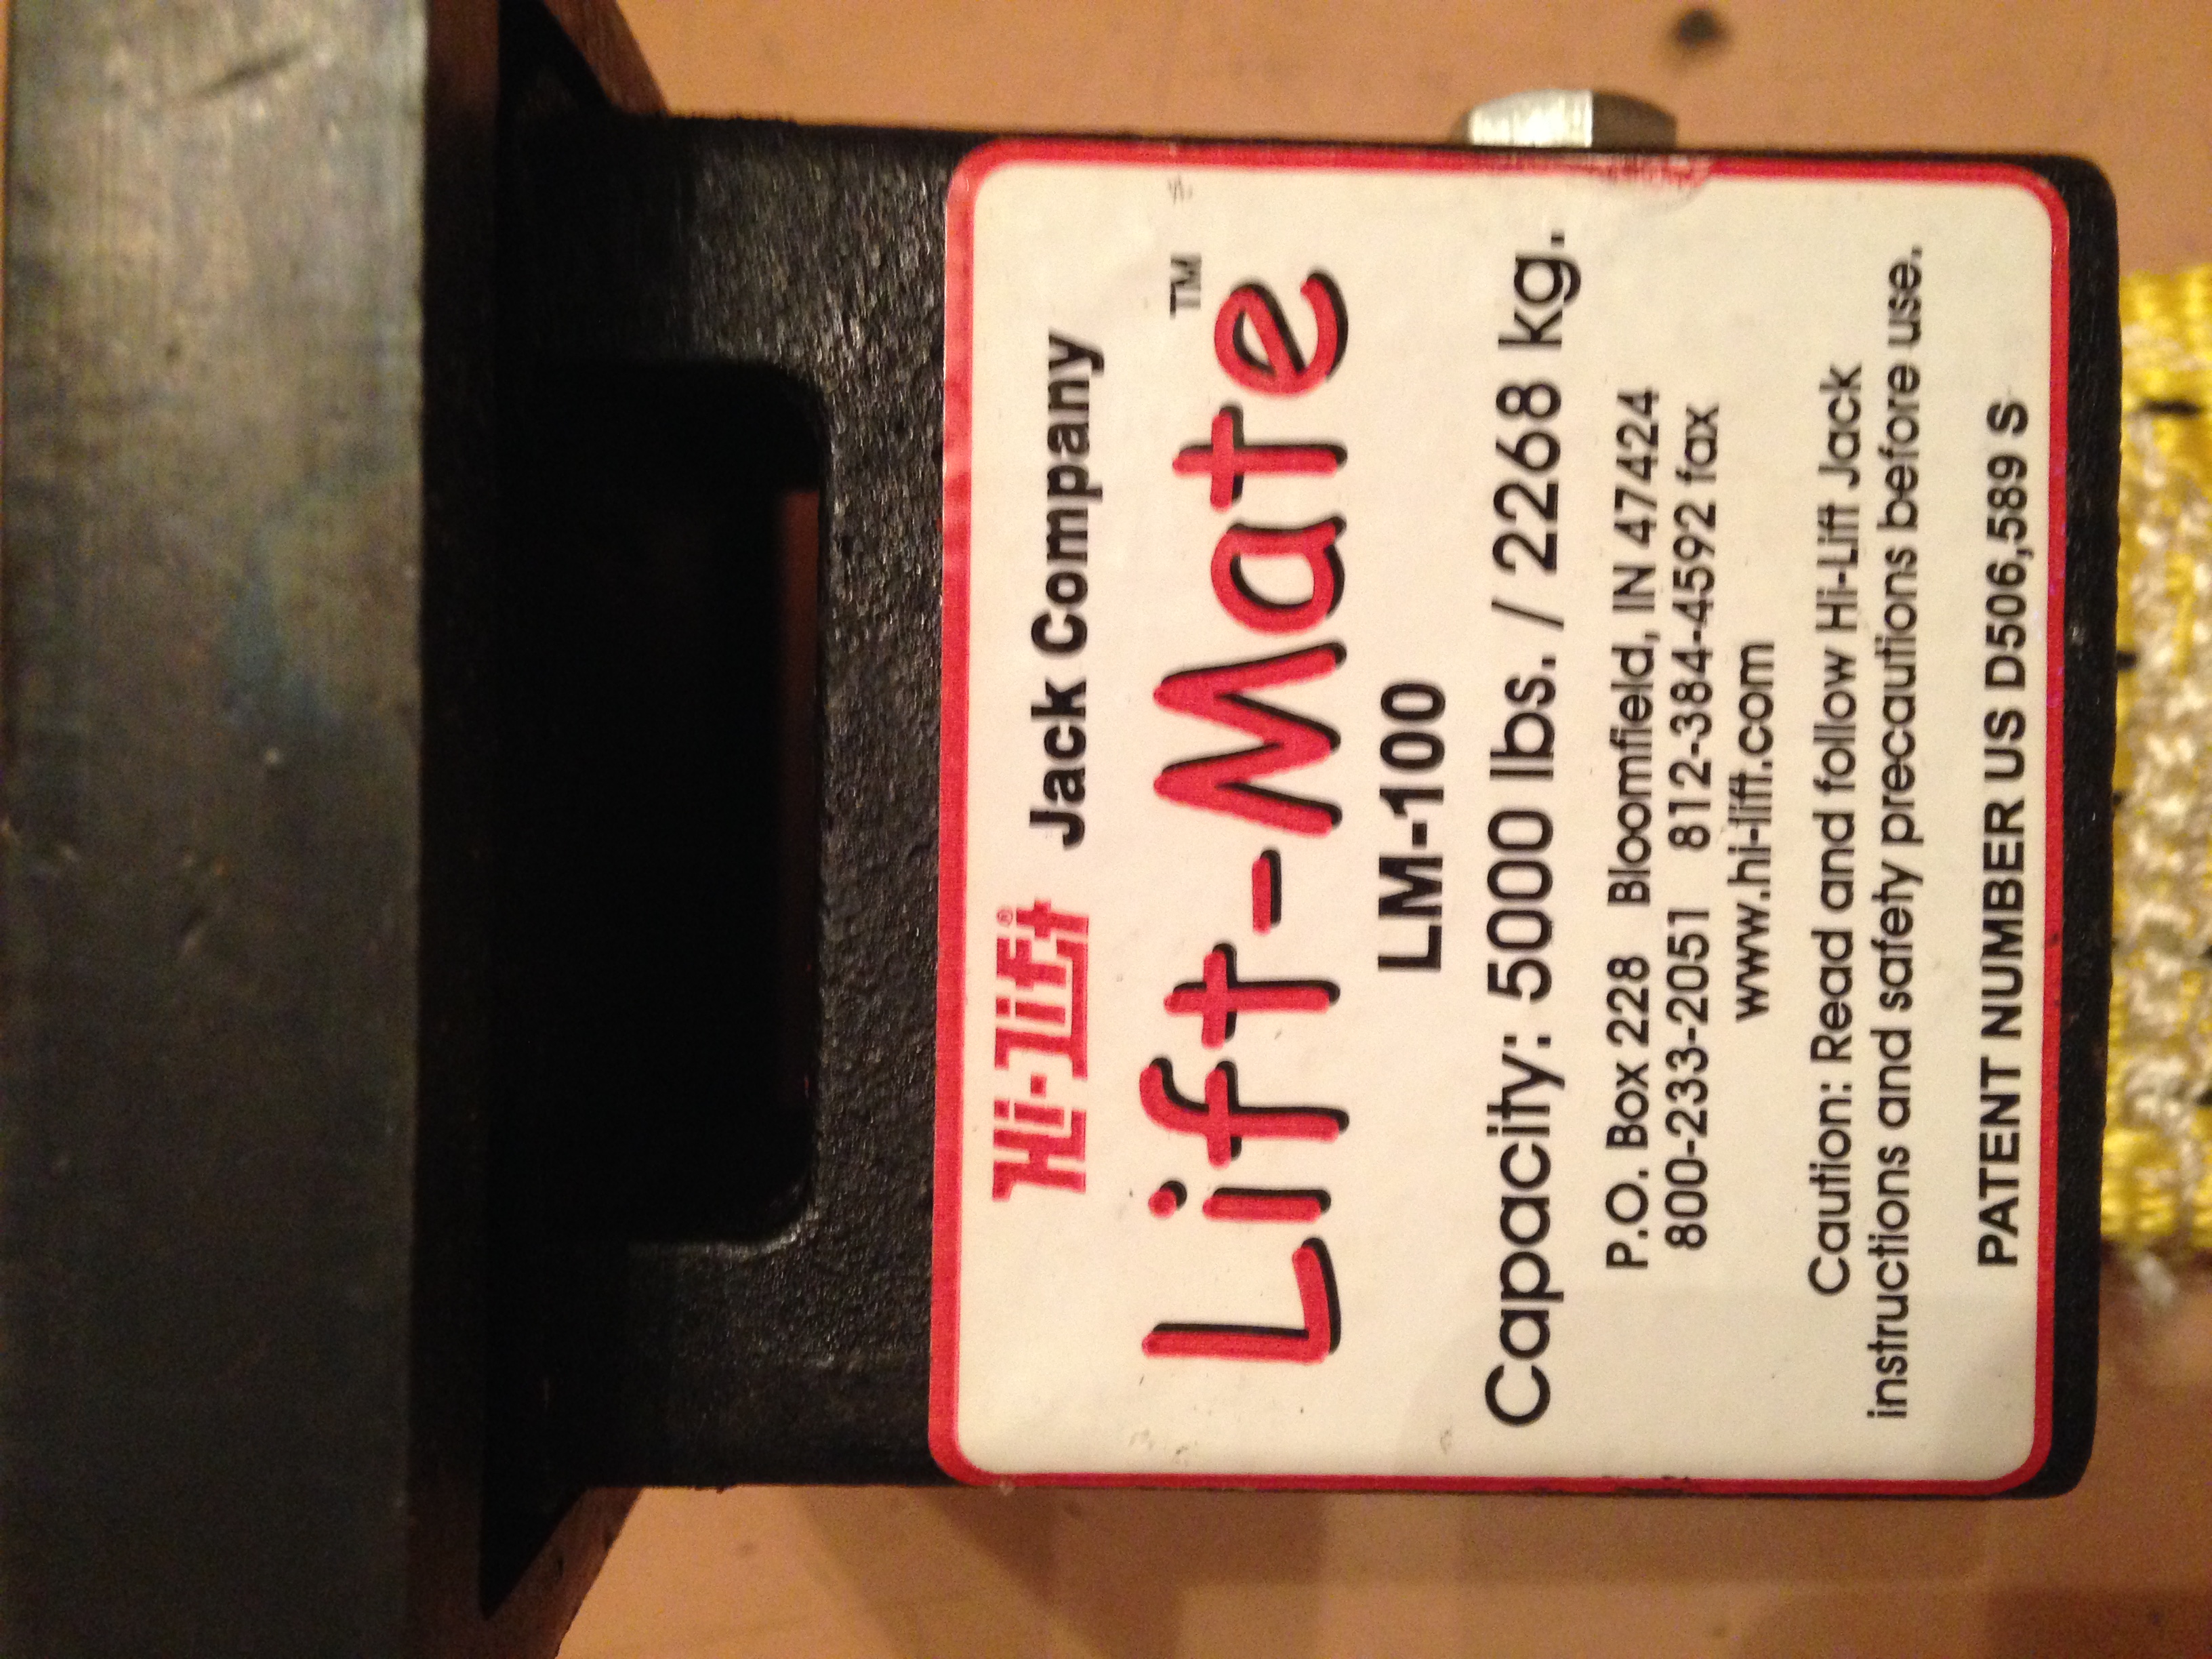 Hi-Lift® Jack Company
Lift-Mate™
LM-100
Capacity: 5000 lbs. / 2268 kg.
P.O. Box 228 Bloomfield, IN 47424
800-233-2051 812-384-4592 fax
www.hi-lift.com
Caution: Read and follow Hi-Lift Jack
instructions and safety precautions before use.
PATENT NUMBER US D506,589 S